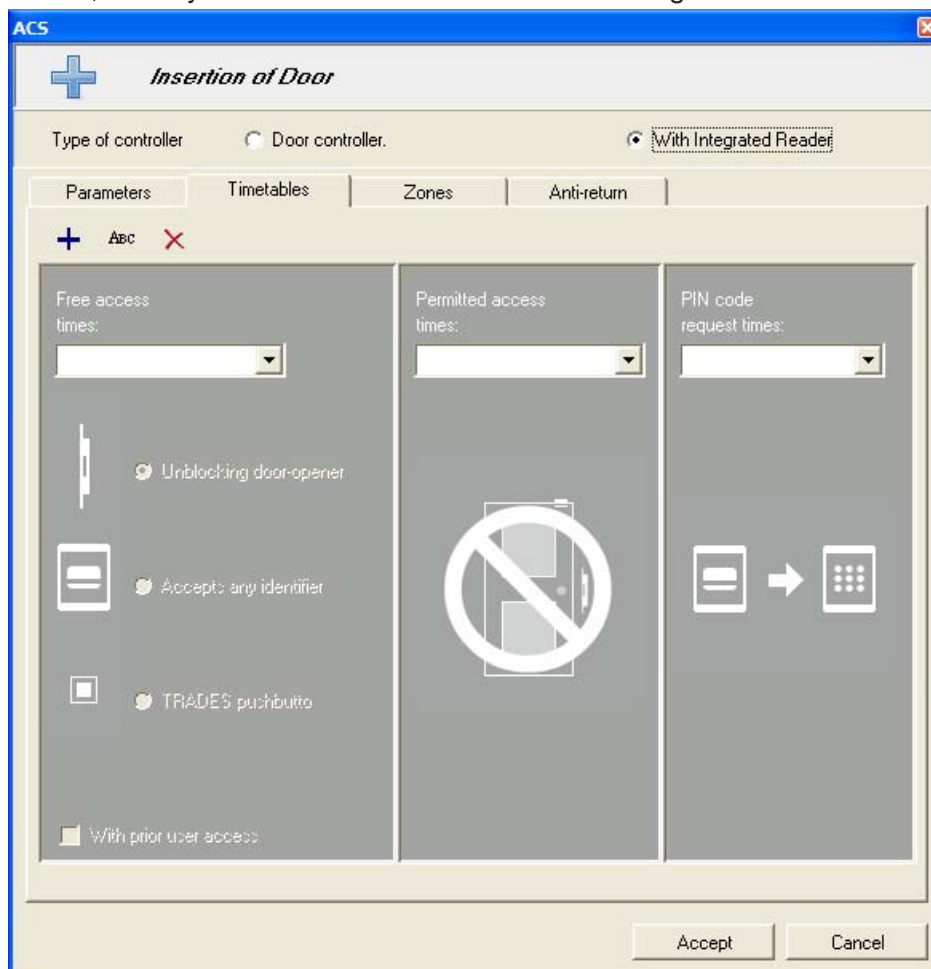 ACS
Insertion of Door
Type of controller Door controller. With Integrated Reader
Parameters Timetables Zones Anti-return
ABC
Free access
times:
Permitted access
times:
PIN code
request times:
Unblocking door-opener
Accepts any identifier
TRADES pushbutto
With prior user access
Accept Cancel